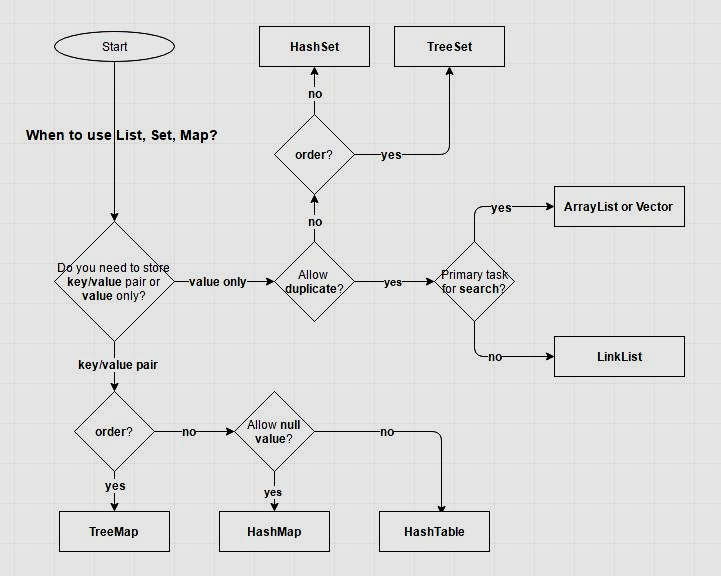 Start
HashSet
TreeSet
no
When to use List, Set, Map?
order?
yes
no
yes
ArrayList or Vector
Do you need to store
key/value pair or
value only?
value only
Allow
duplicate?
yes
Primary task
for search?
no
LinkList
key/value pair
order?
no
Allow null
value?
no
yes
yes
TreeMap
HashMap
HashTable